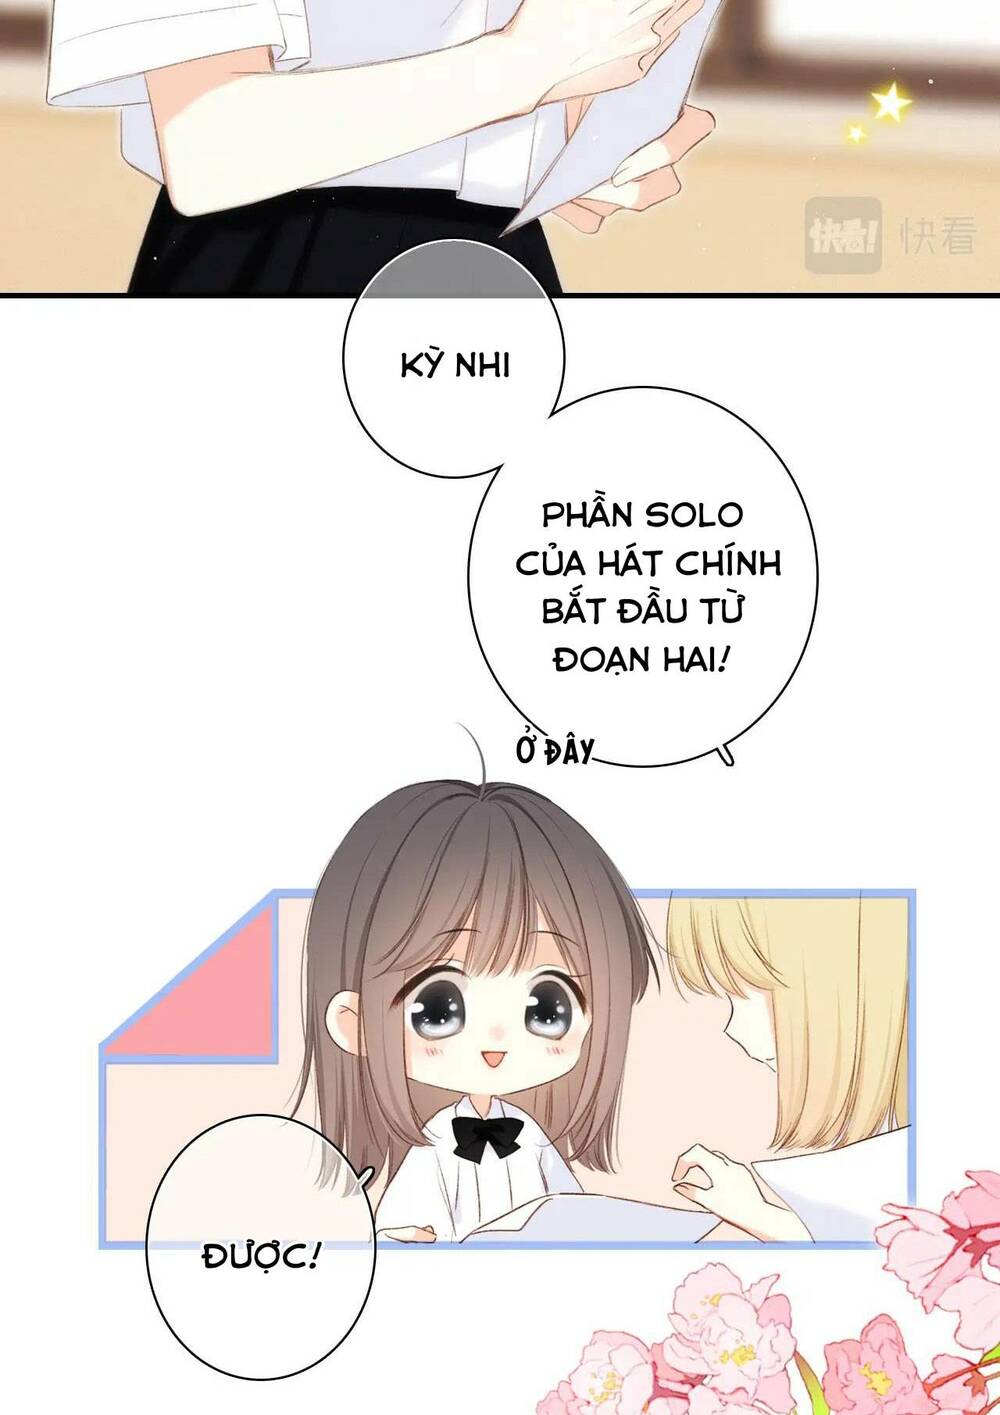 快看!
快看
KỲ NHI
PHẦN SOLO
CỦA HÁT CHÍNH
BẮT ĐẦU TỪ
ĐOẠN HAI!
Ở ĐÂY
ĐƯỢC!